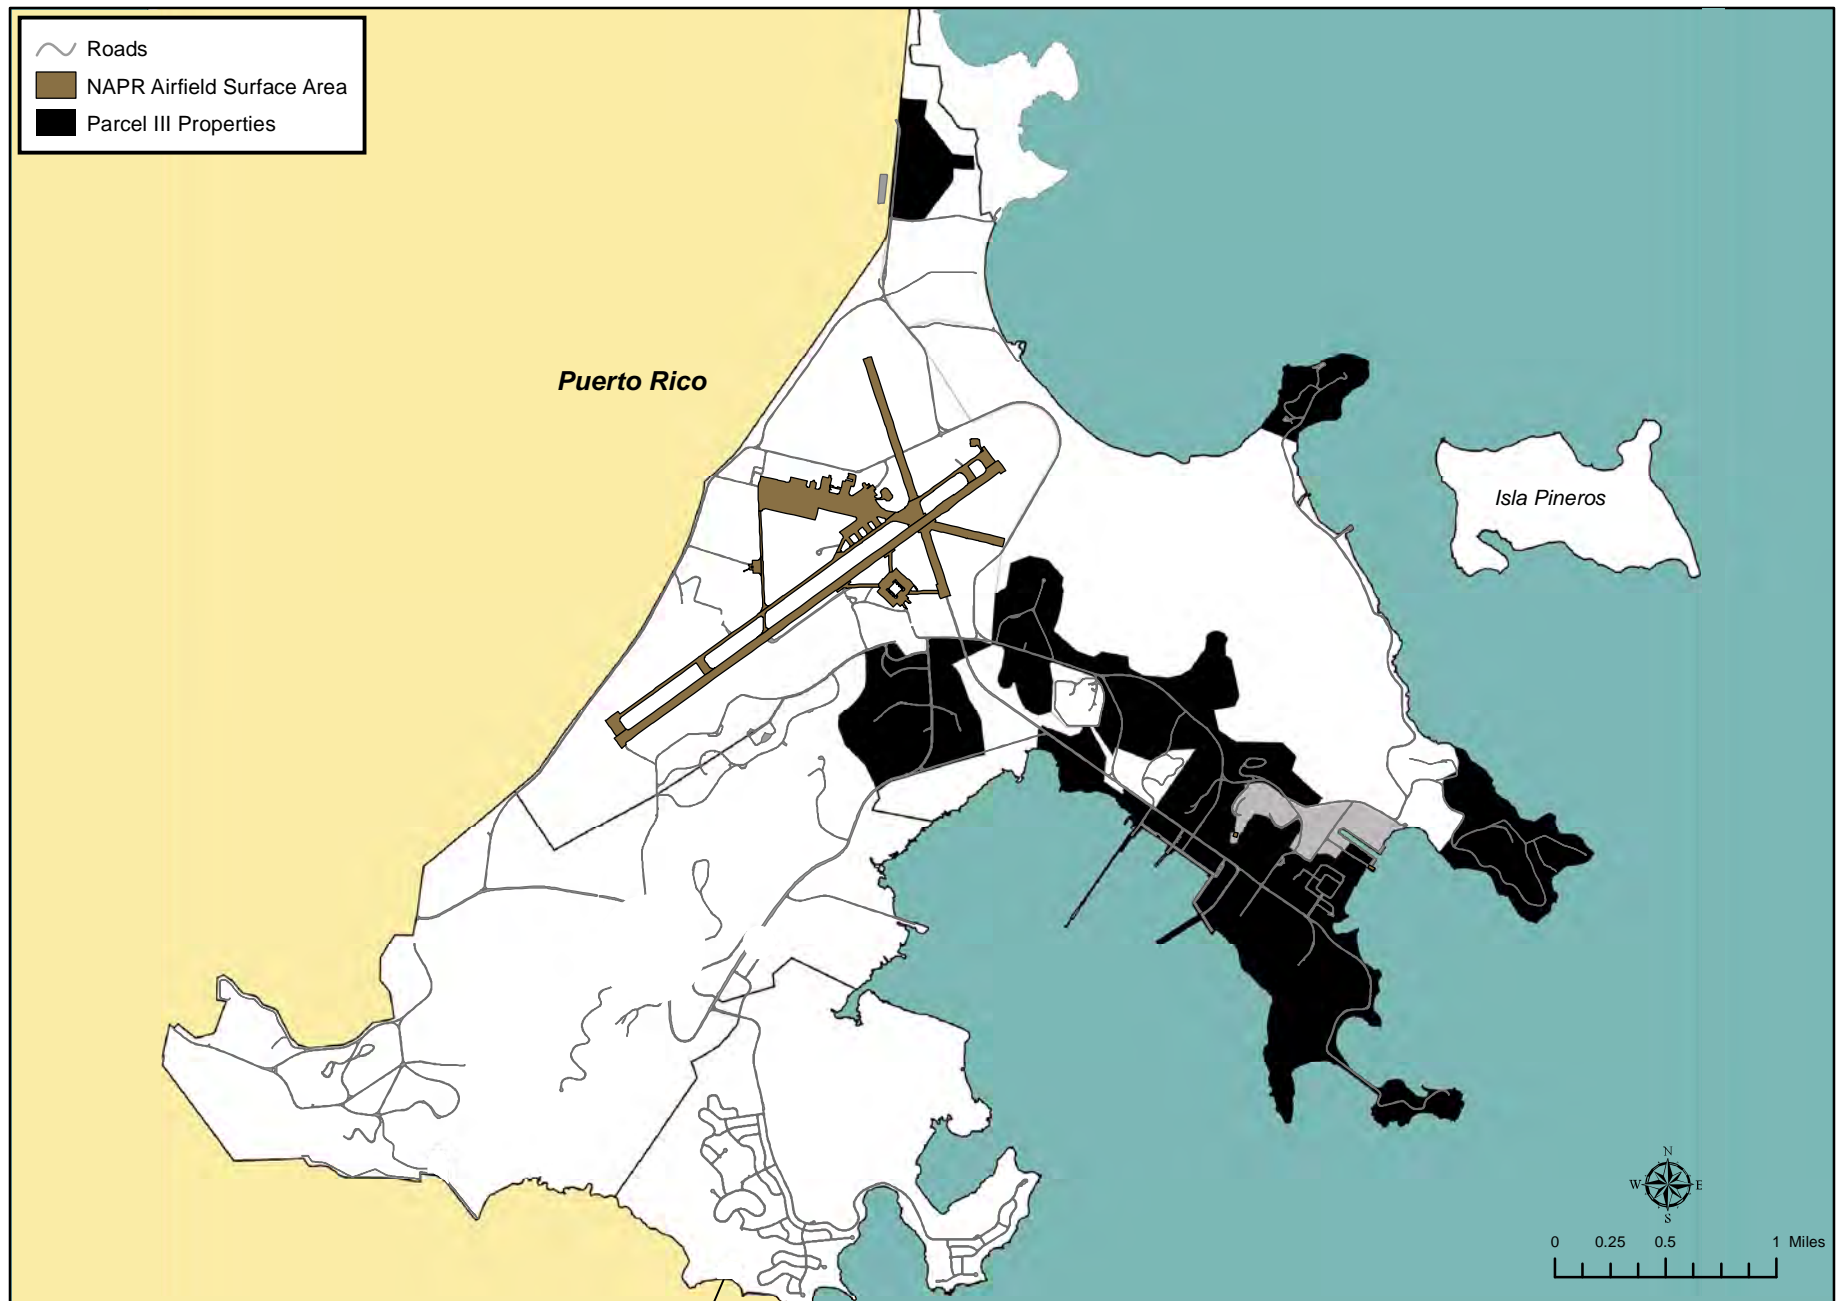 Roads
NAPR Airfield Surface Area
Parcel III Properties
Puerto Rico
Isla Pineros
N
W E
S
0 0.25 0.5 1 Miles